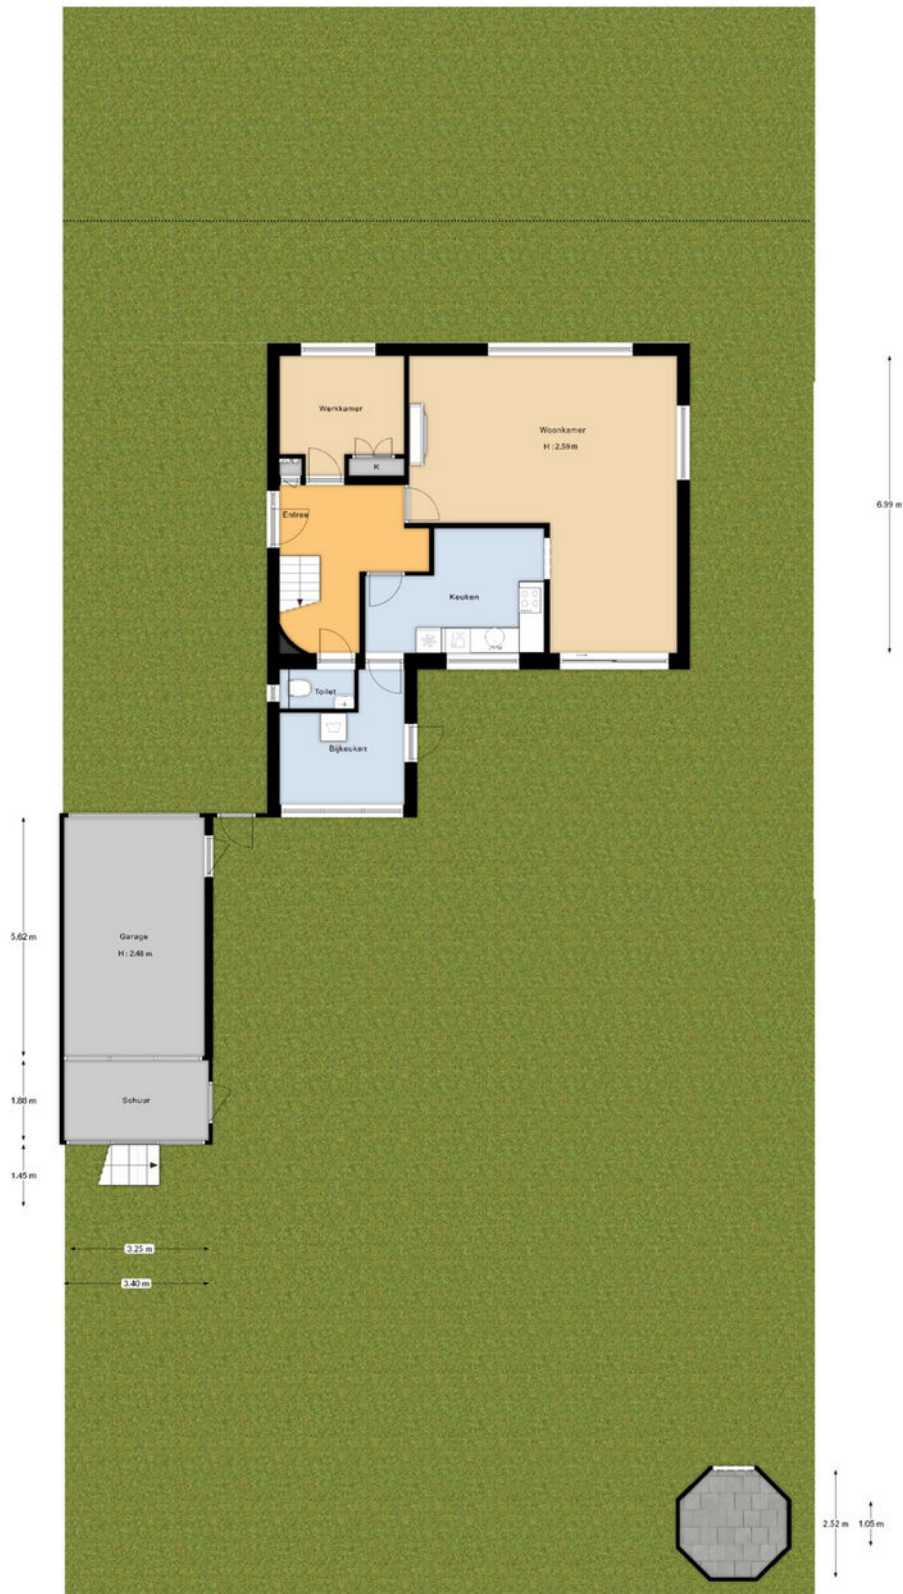 Werkkamer
Woonkamer
H : 2.59 m
K
6.99 m
Entree
Keuken
Toilet
Bijkeuken
5.62 m
Garage
H : 2.48 m
1.88 m
Schuur
1.45 m
3.25 m
3.40 m
2.52 m
1.05 m